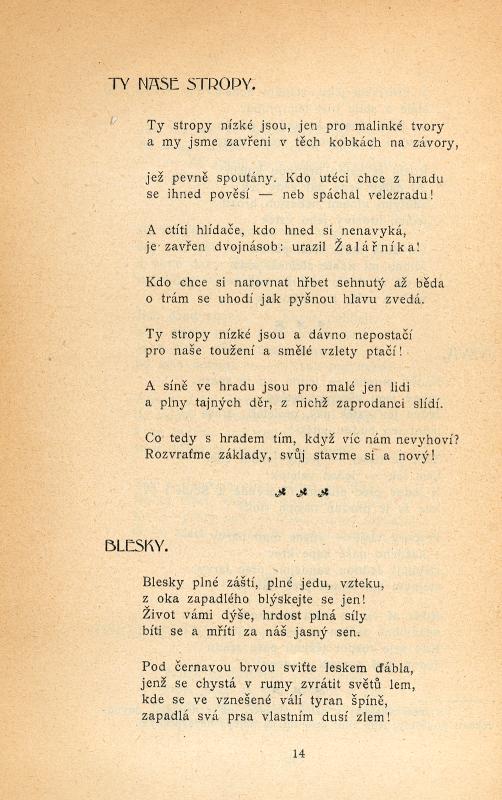 TY NAŠE STROPY.
Ty stropy nízké jsou, jen pro malinké tvory
a my jsme zavřeni v těch kobkách na závory,
jež pevně spoutány. Kdo utéci chce z hradu
se ihned pověsí — neb spáchal velezradu!
A ctíti hlídače, kdo hned si nenavyká,
je zavřen dvojnásob: urazil Žalářníka!
Kdo chce si narovnat hřbet sehnutý až běda
o trám se uhodí jak pyšnou hlavu zvedá.
Ty stropy nízké jsou a dávno nepostačí
pro naše toužení a smělé vzlety ptačí!
A síně ve hradu jsou pro malé jen lidi
a plny tajných děr, z nichž zaprodanci slídí.
Co tedy s hradem tím, když víc nám nevyhoví?
Rozvraťme základy, svůj stavme si a nový!
BLESKY.
Blesky plné záští, plné jedu, vzteku,
z oka zapadlého blýskejte se jen!
Život vámi dýše, hrdost plná síly
bíti se a mříti za náš jasný sen.
Pod černavou brvou sviťte leskem ďábla,
jenž se chystá v rumy zvrátit světů lem,
kde se ve vznešené válí tyran špíně,
zapadlá svá prsa vlastním dusí zlem!
14